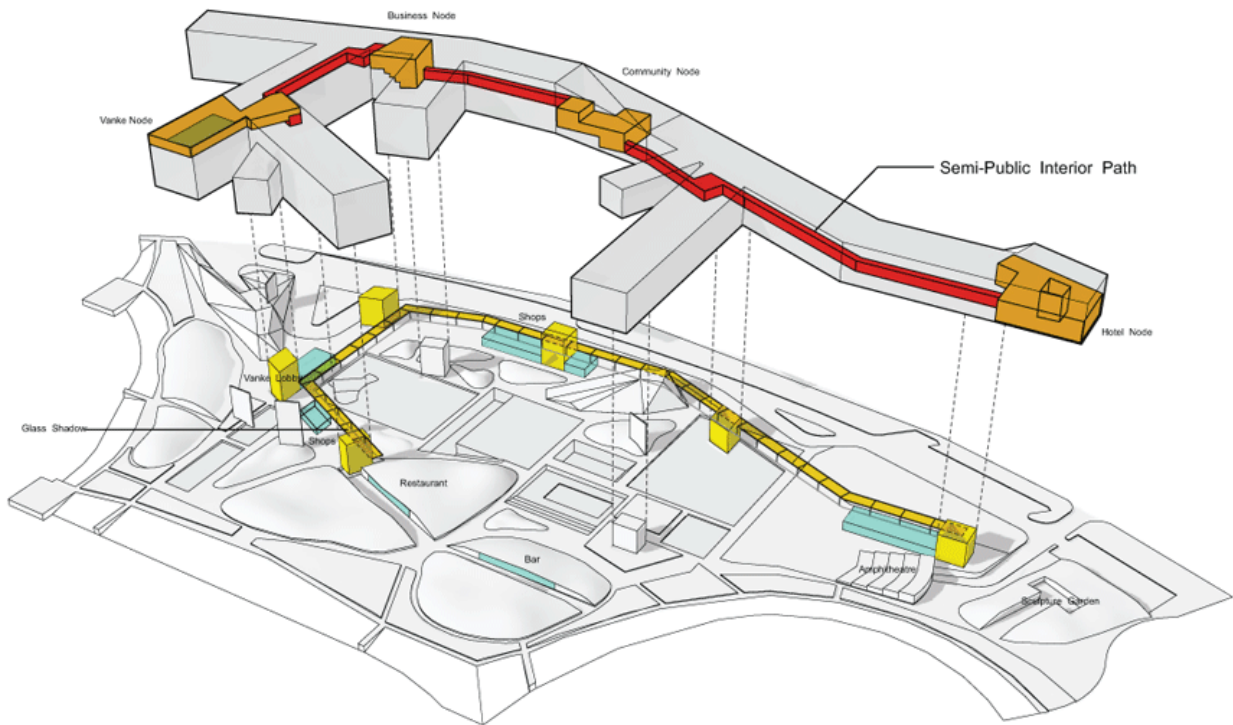 Business Node
Community Node
Vanke Node
Semi-Public Interior Path
Hotel Node
Shops
Vanke Lobby
Glass Shadow
Shops
Restaurant
Bar
Amphitheatre
Sculpture Garden